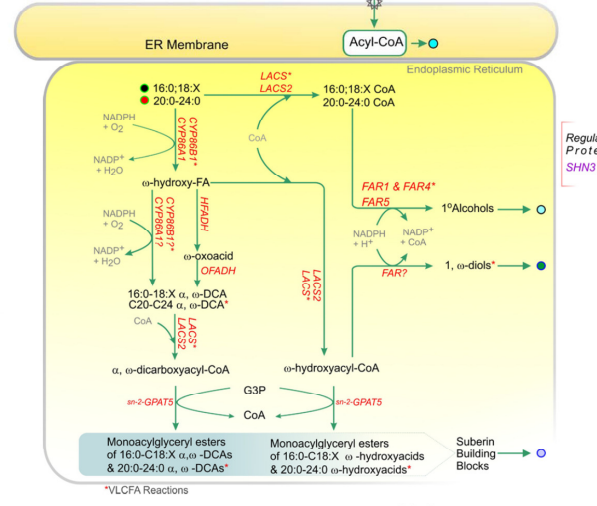 Acyl-CoA
ER Membrane
Endoplasmic Reticulum
16:0;18:X
20:0-24:0
LACS*
LACS2
16:0;18:X CoA
20:0-24:0 CoA
NADPH
+ O2
CYP86B1*
CYP86A1
CoA
NADP+
+ H2O
Regula
Prote
SHN3
ω-hydroxy-FA
FAR1 & FAR4*
FAR5
1ºAlcohols
NADPH
+ O2
CYP86B1?*
CYP86A1?
HFADH
NADPH
+ H+
NADP+
+ CoA
NADP+
+ H2O
ω-oxoacid
OFADH
FAR?
1, ω-diols*
LACS2
LACS*
16:0-18:X α, ω-DCA
C20-C24 α, ω-DCA*
CoA
LACS*
LACS2
α, ω-dicarboxyacyl-CoA
ω-hydroxyacyl-CoA
G3P
sn-2-GPAT5
sn-2-GPAT5
CoA
Monoacylglyceryl esters
of 16:0-C18:X α,ω -DCAs
& 20:0-24:0 α, ω -DCAs*
Monoacylglyceryl esters
of 16:0-C18:X ω -hydroxyacids
& 20:0-24:0 ω-hydroxyacids*
Suberin
Building
Blocks
*VLCFA Reactions